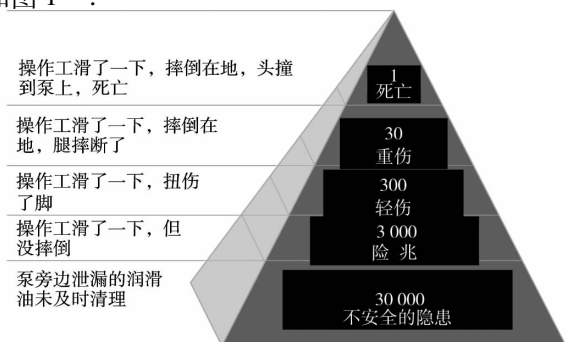 操作工滑了一下，摔倒在地，头撞
到泵上，死亡
1
死亡
操作工滑了一下，摔倒在
地，腿摔断了
30
重伤
操作工滑了一下，扭伤
了脚
300
轻伤
操作工滑了一下，但
没摔倒
3 000
险 兆
泵旁边泄漏的润滑
油未及时清理
30 000
不安全的隐患